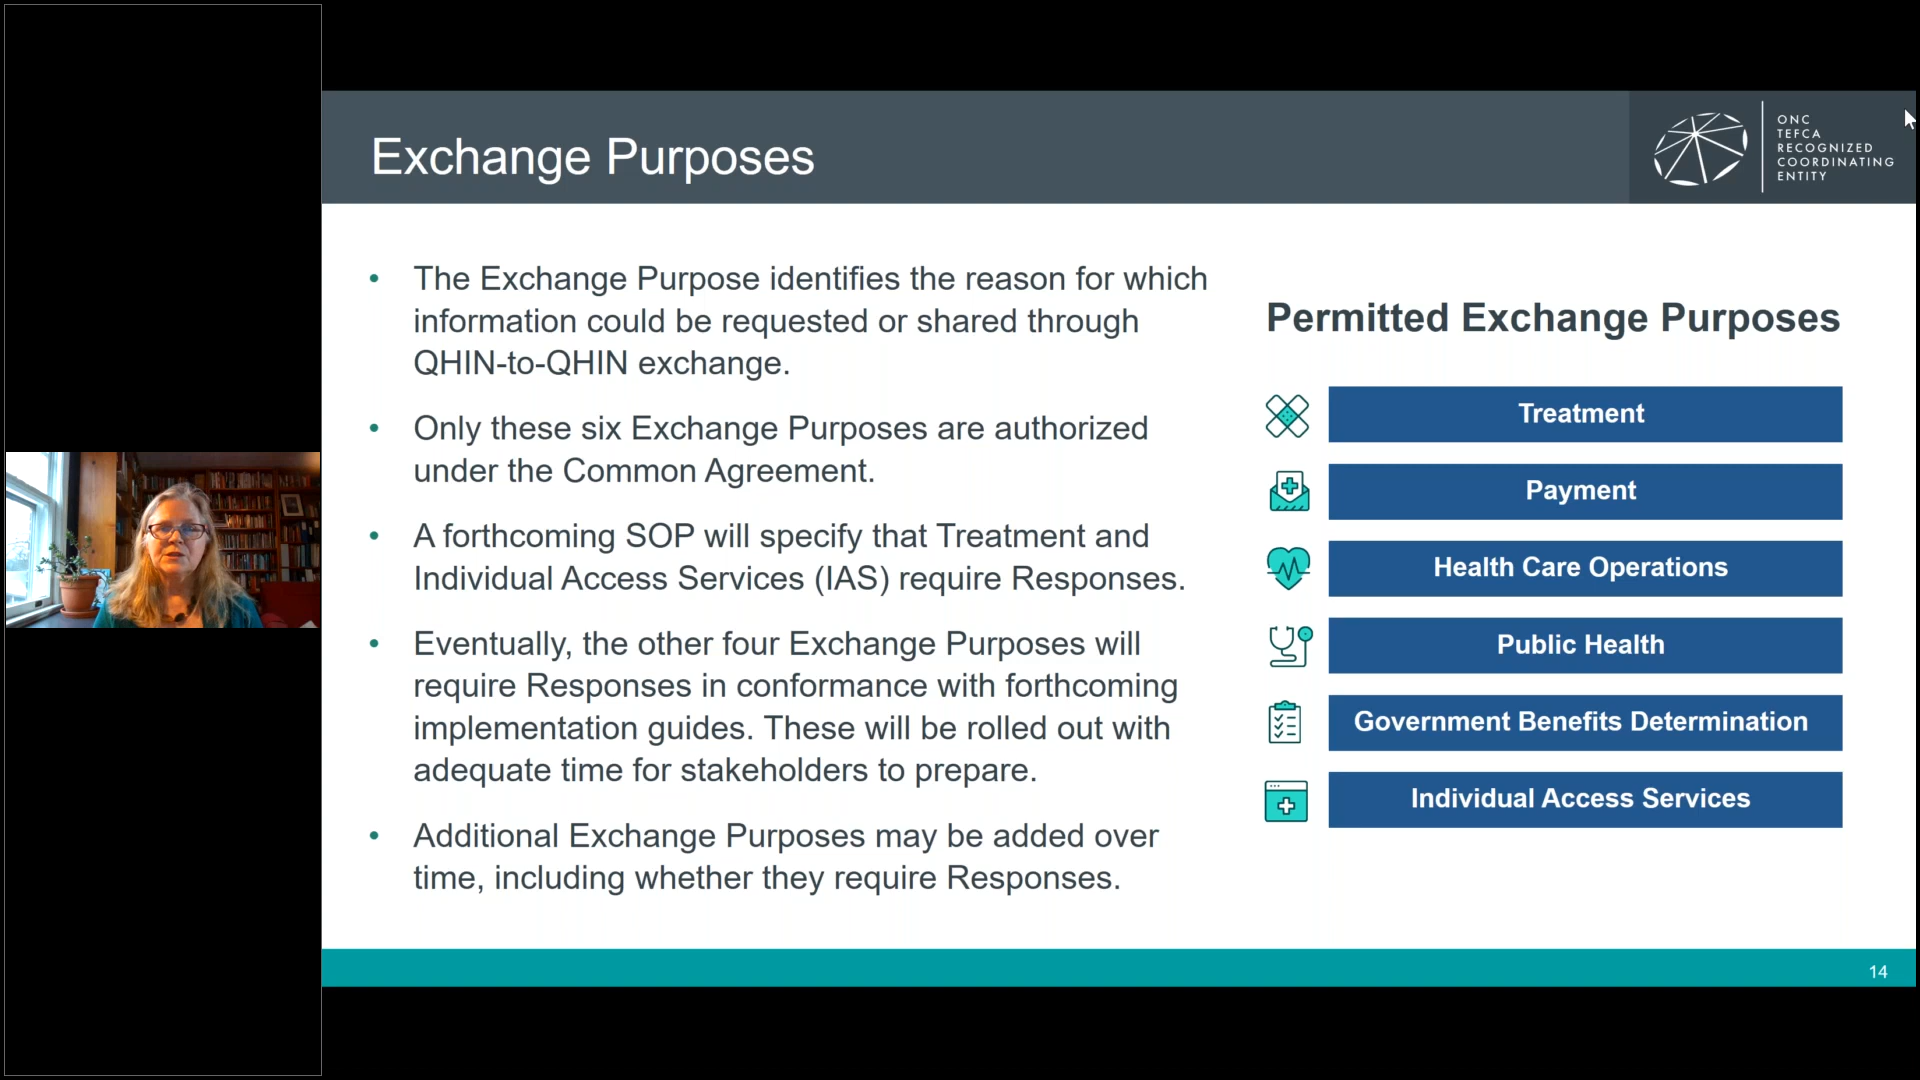 Exchange Purposes
ONC
TEFCA
RECOGNIZED
COORDINATING
ENTITY
• The Exchange Purpose identifies the reason for which
information could be requested or shared through
QHIN-to-QHIN exchange.
• Only these six Exchange Purposes are authorized
under the Common Agreement.
• A forthcoming SOP will specify that Treatment and
Individual Access Services (IAS) require Responses.
• Eventually, the other four Exchange Purposes will
require Responses in conformance with forthcoming
implementation guides. These will be rolled out with
adequate time for stakeholders to prepare.
• Additional Exchange Purposes may be added over
time, including whether they require Responses.
Permitted Exchange Purposes
Treatment
Payment
Health Care Operations
Public Health
Government Benefits Determination
Individual Access Services
14